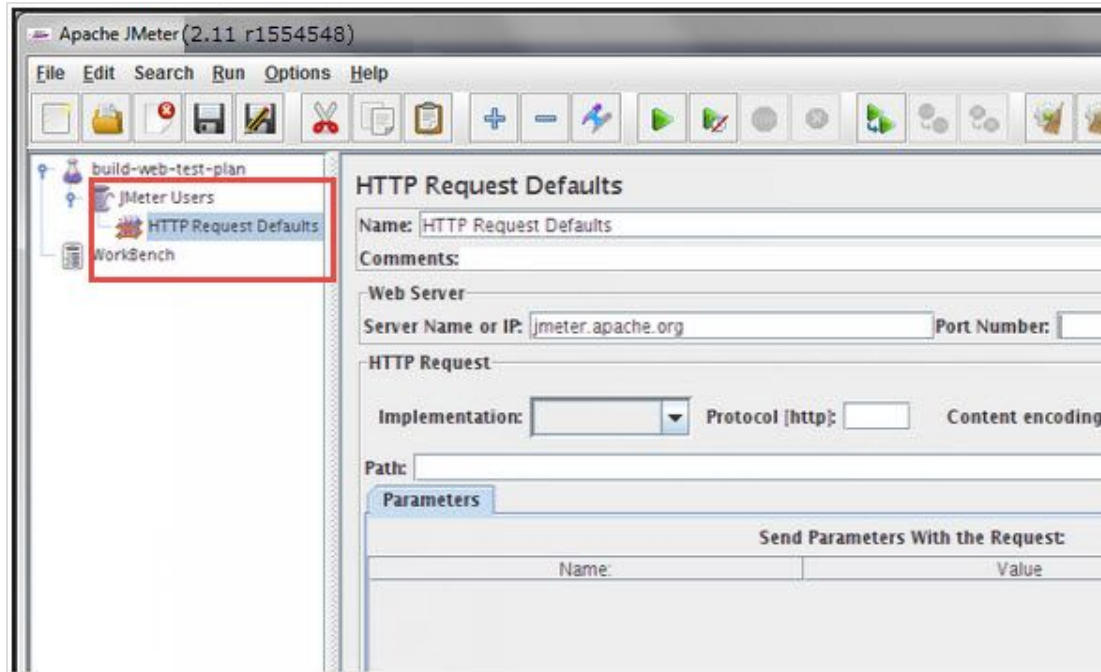 Apache JMeter (2.11 r1554548)
File Edit Search Run Options Help
build-web-test-plan
JMeter Users
HTTP Request Defaults
WorkBench
HTTP Request Defaults
Name: HTTP Request Defaults
Comments:
Web Server
Server Name or IP: jmeter.apache.org Port Number:
HTTP Request
Implementation: Protocol [http]: Content encoding
Path:
Parameters
Send Parameters With the Request:
Name: Value